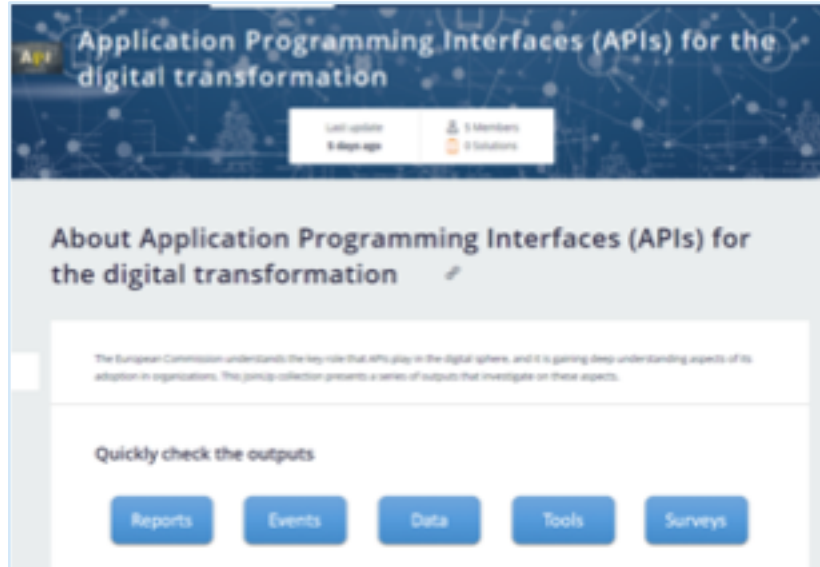 API
Application Programming Interfaces (APIs) for the
digital transformation
Last update
5 days ago
5 Members
0 Solutions
About Application Programming Interfaces (APIs) for
the digital transformation
The European Commission understands the key role that APIs play in the digital sphere, and it is gaining deep understanding aspects of its
adoption in organizations. This JoinUp collection presents a series of outputs that investigate on these aspects.
Quickly check the outputs
Reports
Events
Data
Tools
Surveys